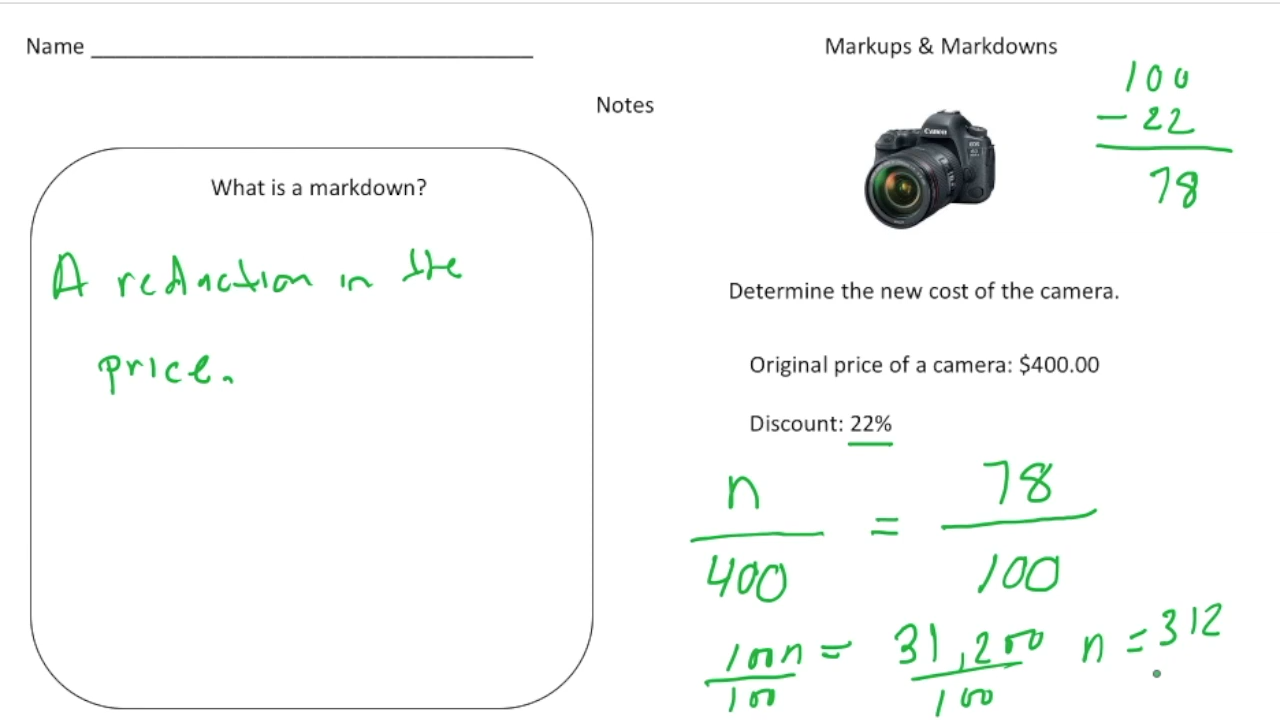 Name ____________________________________
Markups & Markdowns
Notes
100
- 22
78
Canon
What is a markdown?
A reduction in the
price.
Determine the new cost of the camera.
Original price of a camera: $400.00
Discount: 22%
n/400 = 78/100
100n/100 = 31,200/100 n = 312